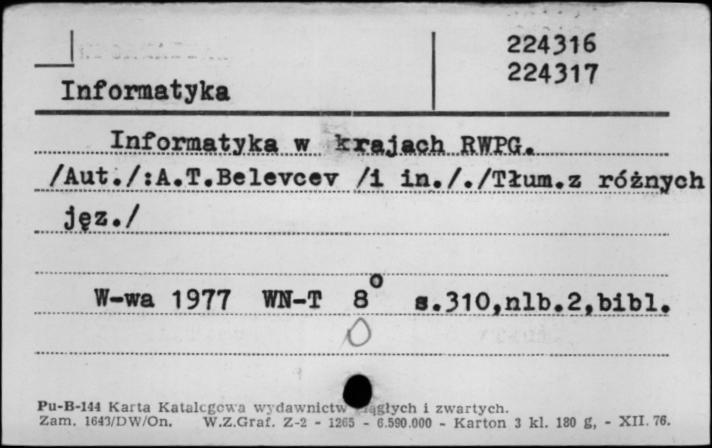 224316
224317
Informatyka
Informatyka w krajach RWPG.
/Aut./:A.T.Belevcev /i in././Tłum.z różnych
jęz./
W-wa 1977 WN-T 8° s.310,nlb.2,bibl.
Pu-B-144 Karta Katalogowa wydawnictw ciągłych i zwartych.
Zam. 1643/DW/On. W.Z.Graf. Z-2 - 1265 - 6.590.000 - Karton 3 kl. 180 g, - XII. 76.